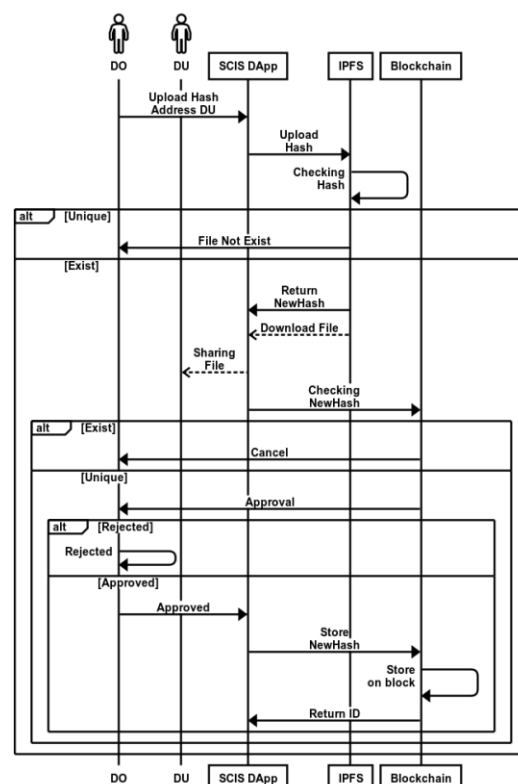 DO DU SCIS DApp IPFS Blockchain
Upload Hash
Address DU
Upload
Hash
Checking
Hash
alt [Unique]
File Not Exist
[Exist]
Return
NewHash
Download File
Sharing
File
Checking
NewHash
alt [Exist]
Cancel
[Unique]
Approval
alt [Rejected]
Rejected
[Approved]
Approved
Store
NewHash
Store
on block
Return ID
DO DU SCIS DApp IPFS Blockchain